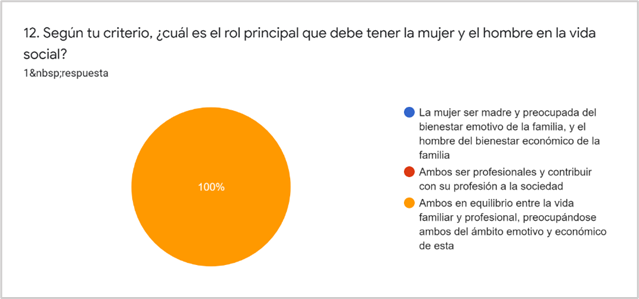 12. Según tu criterio, ¿cuál es el rol principal que debe tener la mujer y el hombre en la vida
social?
1&nbsp;respuesta
100%
La mujer ser madre y preocupada del
bienestar emotivo de la familia, y el
hombre del bienestar económico de la
familia
Ambos ser profesionales y contribuir
con su profesión a la sociedad
Ambos en equilibrio entre la vida
familiar y profesional, preocupándose
ambos del ámbito emotivo y económico
de esta